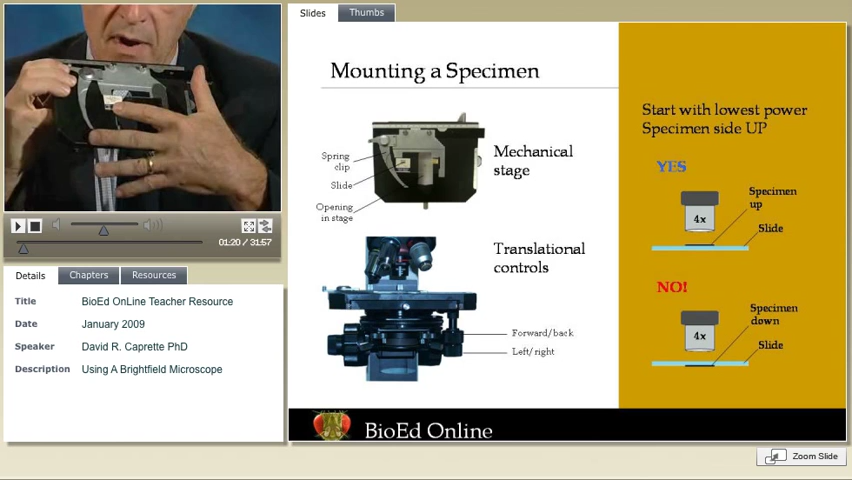 Slides
Thumbs
Mounting a Specimen
Spring
clip
Slide
Opening
in stage
Mechanical
stage
Translational
controls
Forward/back
Left/right
Start with lowest power
Specimen side UP
YES
4x
Specimen
up
Slide
NO!
4x
Specimen
down
Slide
BioEd Online
01:20 / 31:57
Details
Chapters
Resources
Title BioEd OnLine Teacher Resource
Date January 2009
Speaker David R. Caprette PhD
Description Using A Brightfield Microscope
Zoom Slide